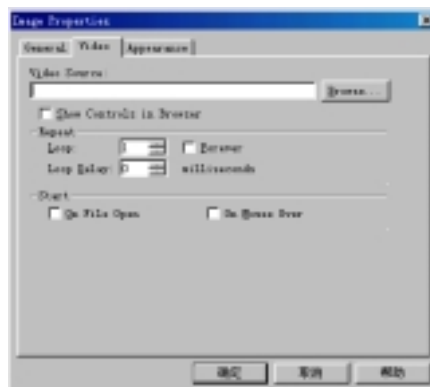 Image Properties
General Video Appearance
Video Source:
Browse...
Show Controls in Browser
Repeat
Loop: 1 Forever
Loop Delay: 0 milliseconds
Start
On File Open On Mouse Over
确定 取消 帮助